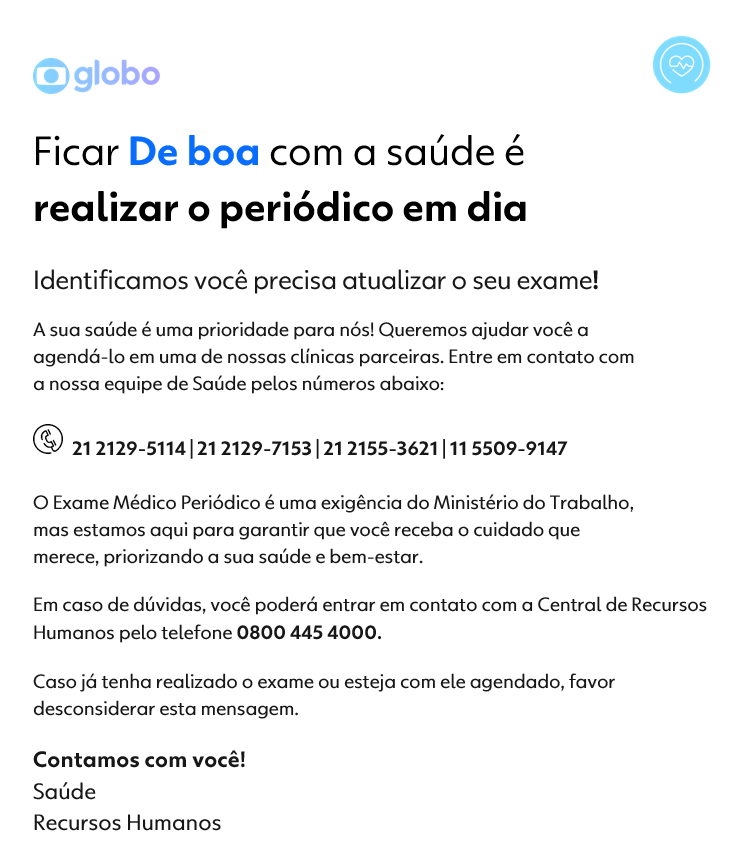 globo
Ficar De boa com a saúde é
realizar o periódico em dia
Identificamos você precisa atualizar o seu exame!
A sua saúde é uma prioridade para nós! Queremos ajudar você a
agendá-lo em uma de nossas clínicas parceiras. Entre em contato com
a nossa equipe de Saúde pelos números abaixo:
21 2129-5114 | 21 2129-7153 | 21 2155-3621 | 11 5509-9147
O Exame Médico Periódico é uma exigência do Ministério do Trabalho,
mas estamos aqui para garantir que você receba o cuidado que
merece, priorizando a sua saúde e bem-estar.
Em caso de dúvidas, você poderá entrar em contato com a Central de Recursos
Humanos pelo telefone 0800 445 4000.
Caso já tenha realizado o exame ou esteja com ele agendado, favor
desconsiderar esta mensagem.
Contamos com você!
Saúde
Recursos Humanos